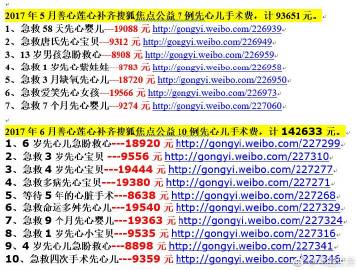 2017 年 5 月善心莲心补齐搜狐焦点公益 7 例先心儿手术费，计 93651 元。
1、急救 58 天先心婴儿---19088 元 http://gongyi.weibo.com/226939
2、急救唐氏先心宝贝---9312 元 http://gongyi.weibo.com/226949
3、13 岁男孩急盼救心---8908 元 http://gongyi.weibo.com/226959
4、急救 1 岁先心
---8783 元 http://gongyi.weibo.com/226958
5、急救 3 月缺氧先心儿---18720 元 http://gongyi.weibo.com/226950
6、急救爱笑先心女孩---19566 元 http://gongyi.weibo.com/226973
7、急救 7 个月先心婴儿---9274 元 http://gongyi.weibo.com/227060
2017 年 6 月善心莲心补齐搜狐焦点公益 10 例先心儿手术费，计 142633 元。
1、6 岁先心儿急盼救心---18920 元 http://gongyi.weibo.com/227299
2、急救 3 岁先心宝贝---9556 元 http://gongyi.weibo.com/227310
3、急救 4 岁先心宝贝---19444 元 http://gongyi.weibo.com/227277
4、急救多病先心宝贝---19380 元 http://gongyi.weibo.com/227271
5、等待 5 年的心脏手术---8638 元 http://gongyi.weibo.com/227268
6、急救命运多舛先心儿---19540 元 http://gongyi.weibo.com/227329
7、急救 9 个月先心婴儿---19363 元 http://gongyi.weibo.com/227324
8、急救 1 岁先心小宝贝---9535 元 http://gongyi.weibo.com/227316
9、4 岁先心儿急盼救心---8898 元 http://gongyi.weibo.com/227341
10、急救四次手术先心儿---9359 元 http://gongyi.weibo.com/227346